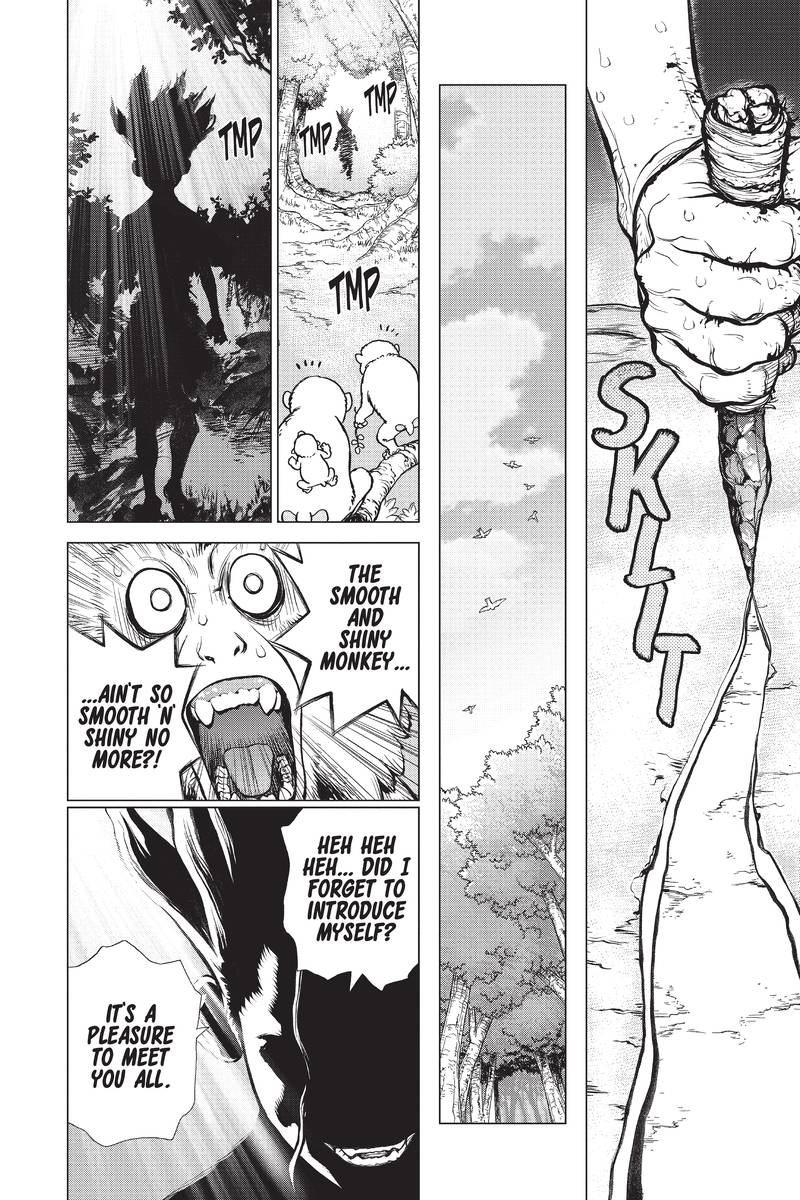 SKLIT
TMP
TMP
TMP
TMP
THE
SMOOTH
AND
SHINY
MONKEY...
...AIN'T SO
SMOOTH 'N'
SHINY NO
MORE?!
HEH HEH
HEH... DID I
FORGET TO
INTRODUCE
MYSELF?
IT'S A
PLEASURE
TO MEET
YOU ALL.